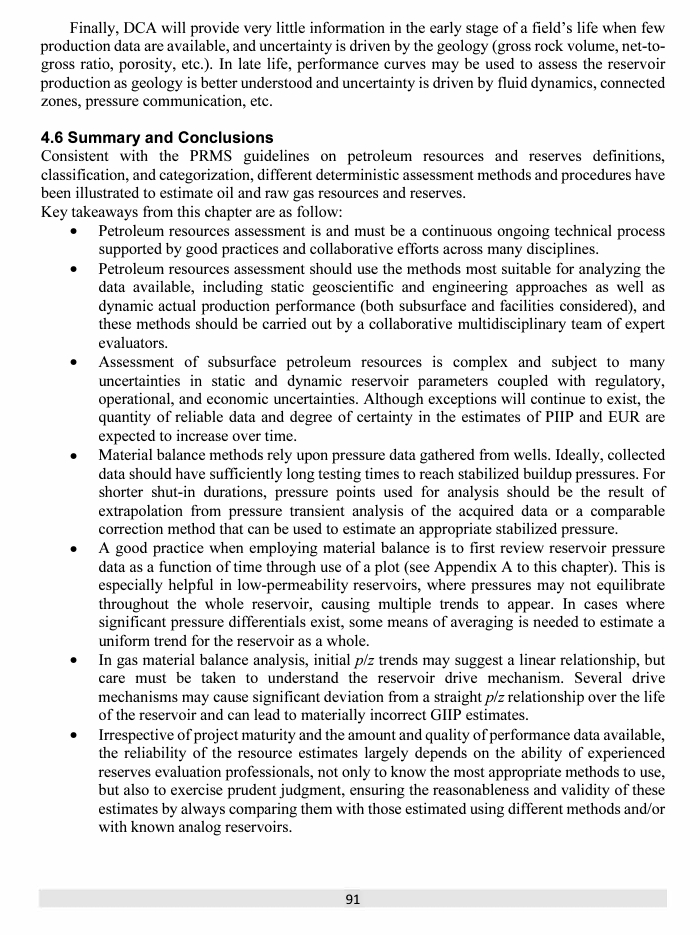 Finally, DCA will provide very little information in the early stage of a field's life when few
production data are available, and uncertainty is driven by the geology (gross rock volume, net-to-
gross ratio, porosity, etc.). In late life, performance curves may be used to assess the reservoir
production as geology is better understood and uncertainty is driven by fluid dynamics, connected
zones, pressure communication, etc.
4.6 Summary and Conclusions
Consistent with the PRMS guidelines on petroleum resources and reserves definitions,
classification, and categorization, different deterministic assessment methods and procedures have
been illustrated to estimate oil and raw gas resources and reserves.
Key takeaways from this chapter are as follow:
• Petroleum resources assessment is and must be a continuous ongoing technical process
supported by good practices and collaborative efforts across many disciplines.
• Petroleum resources assessment should use the methods most suitable for analyzing the
data available, including static geoscientific and engineering approaches as well as
dynamic actual production performance (both subsurface and facilities considered), and
these methods should be carried out by a collaborative multidisciplinary team of expert
evaluators.
• Assessment of subsurface petroleum resources is complex and subject to many
uncertainties in static and dynamic reservoir parameters coupled with regulatory,
operational, and economic uncertainties. Although exceptions will continue to exist, the
quantity of reliable data and degree of certainty in the estimates of PIIP and EUR are
expected to increase over time.
• Material balance methods rely upon pressure data gathered from wells. Ideally, collected
data should have sufficiently long testing times to reach stabilized buildup pressures. For
shorter shut-in durations, pressure points used for analysis should be the result of
extrapolation from pressure transient analysis of the acquired data or a comparable
correction method that can be used to estimate an appropriate stabilized pressure.
• A good practice when employing material balance is to first review reservoir pressure
data as a function of time through use of a plot (see Appendix A to this chapter). This is
especially helpful in low-permeability reservoirs, where pressures may not equilibrate
throughout the whole reservoir, causing multiple trends to appear. In cases where
significant pressure differentials exist, some means of averaging is needed to estimate a
uniform trend for the reservoir as a whole.
• In gas material balance analysis, initial p/z trends may suggest a linear relationship, but
care must be taken to understand the reservoir drive mechanism. Several drive
mechanisms may cause significant deviation from a straight p/z relationship over the life
of the reservoir and can lead to materially incorrect GIIP estimates.
• Irrespective of project maturity and the amount and quality of performance data available,
the reliability of the resource estimates largely depends on the ability of experienced
reserves evaluation professionals, not only to know the most appropriate methods to use,
but also to exercise prudent judgment, ensuring the reasonableness and validity of these
estimates by always comparing them with those estimated using different methods and/or
with known analog reservoirs.
91